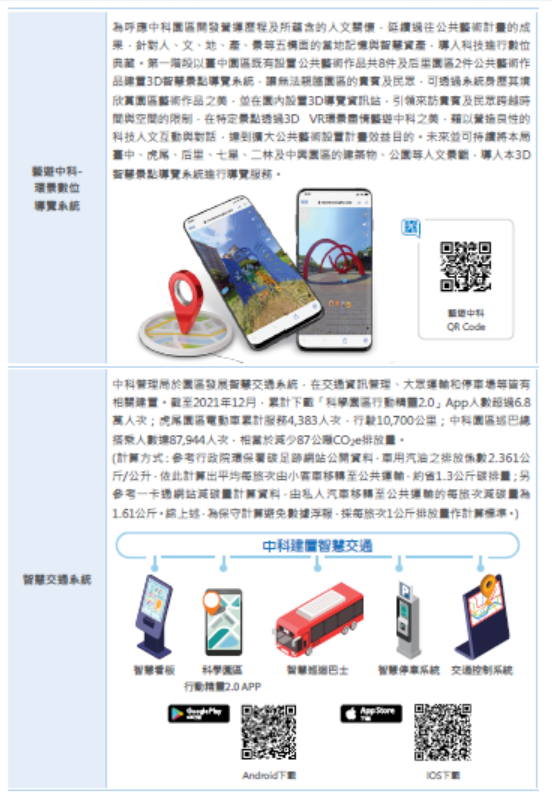 為呼應中科園區開發營運歷程及所蘊含的人文關懷，延續過往公共藝術計畫的成
果，針對人、文、地、產、景等五構面的當地記憶與智慧資產，導入科技進行數位
典藏。第一階段以臺中園區既有設置公共藝術作品共8件及后里園區2件公共藝術作
品建置3D智慧景點導覽系統，讓無法親臨園區的貴賓及民眾，可透過系統身歷其境
欣賞園區藝術作品之美，並在園內設置3D導覽資訊站，引領來訪貴賓及民眾跨越時
間與空間的限制，在特定景點透過3D VR環景覽情藝遊中科之美，藉以營造良性的
科技人文互動與對話，達到擴大公共藝術設置計畫效益目的。未來並可持續將本局
臺中、虎尾、后里、七星、二林及中興園區的建築物、公園等人文景觀，導入本3D
智慧景點導覽系統進行導覽服務。
藝遊中科-
環景數位
導覽系統
藝遊中科
QR Code
中科管理局於園區發展智慧交通系統，在交通資訊管理、大眾運輸和停車場等皆有
相關建置。截至2021年12月，累計下載「科學園區行動精靈2.0」App人數超過6.8
萬人次；虎尾園區電動車累計服務4,383人次，行駛10,700公里；中科園區巡巴總
搭乘人數達87,944人次，相當於減少87公噸CO₂e排放量。
(計算方式：參考行政院環保署碳足跡網站公開資料，車用汽油之排放係數2.361公
斤/公升，依此計算出平均每旅次由小客車移轉至公共運輸，約省1.3公斤碳排量；另
參考一卡通網站減碳量計算資料，由私人汽車移轉至公共運輸的每旅次減碳量為
1.61公斤。綜上述，為保守計算避免數據浮報，採每旅次1公斤排放量作計算標準。)
智慧交通系統
中科建置智慧交通
智慧看板
科學園區
行動精靈2.0 APP
智慧巡迴巴士
智慧停車系統
交通控制系統
Google Play
App Store
下載
Android下載
IOS下載